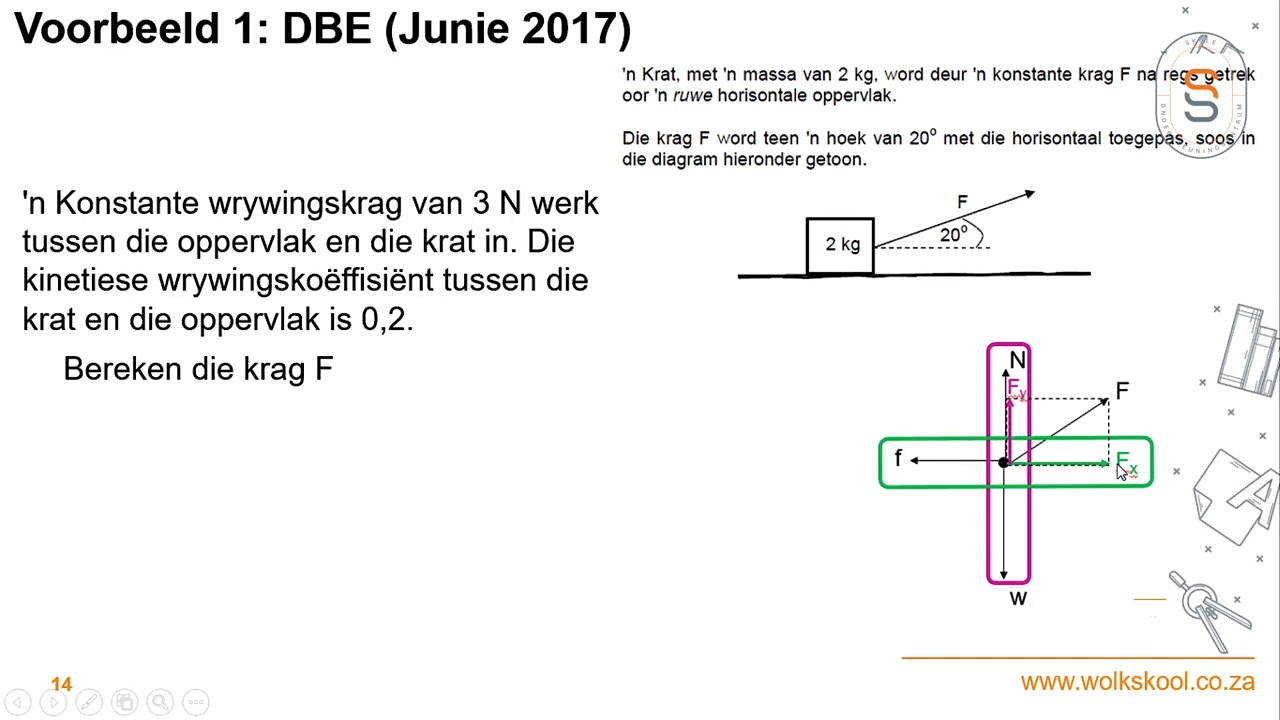 Voorbeeld 1: DBE (Junie 2017)
'n Krat, met 'n massa van 2 kg, word deur 'n konstante krag F na regs getrek
oor 'n ruwe horisontale oppervlak.
Die krag F word teen 'n hoek van 20° met die horisontaal toegepas, soos in
die diagram hieronder getoon.
'n Konstante wrywingskrag van 3 N werk
tussen die oppervlak en die krat in. Die
kinetiese wrywingskoëffisiënt tussen die
krat en die oppervlak is 0,2.
Bereken die krag F
F
20°
2 kg
N
Fy
F
f
Fx
w
14
www.wolkskool.co.za